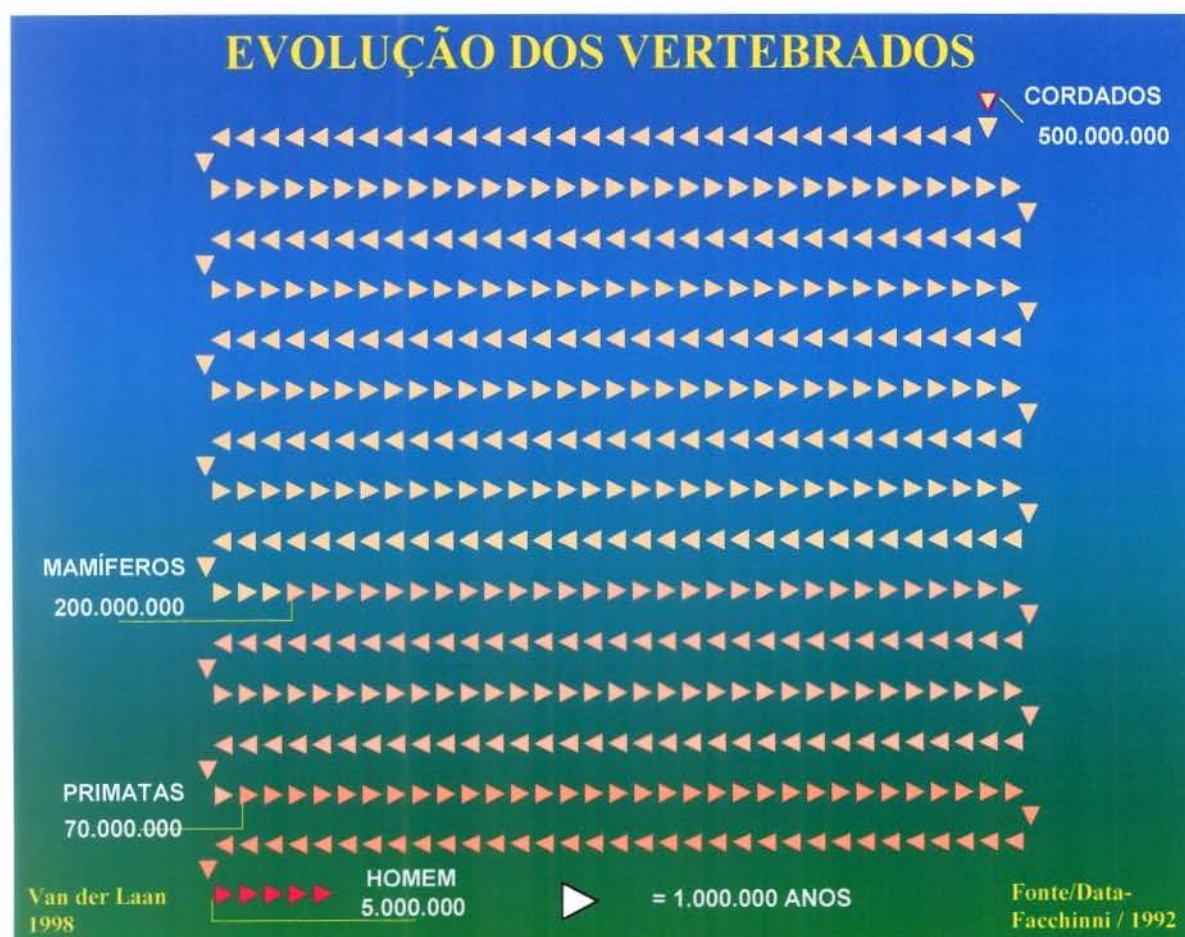 EVOLUÇÃO DOS VERTEBRADOS
CORDADOS
500.000.000
MAMÍFEROS
200.000.000
PRIMATAS
70.000.000
HOMEM
5.000.000
= 1.000.000 ANOS
Van der Laan
1998
Fonte/Data-
Facchinni / 1992